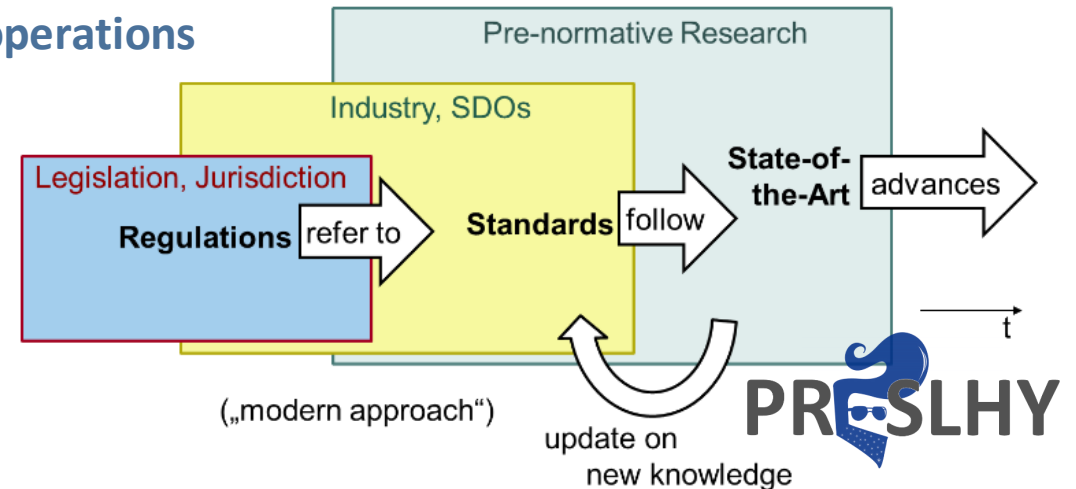 operations
Pre-normative Research
Industry, SDOs
Legislation, Jurisdiction
State-of-
the-Art
advances
Regulations
refer to
Standards
follow
t
PRESLHY
(„modern approach“)
update on
new knowledge